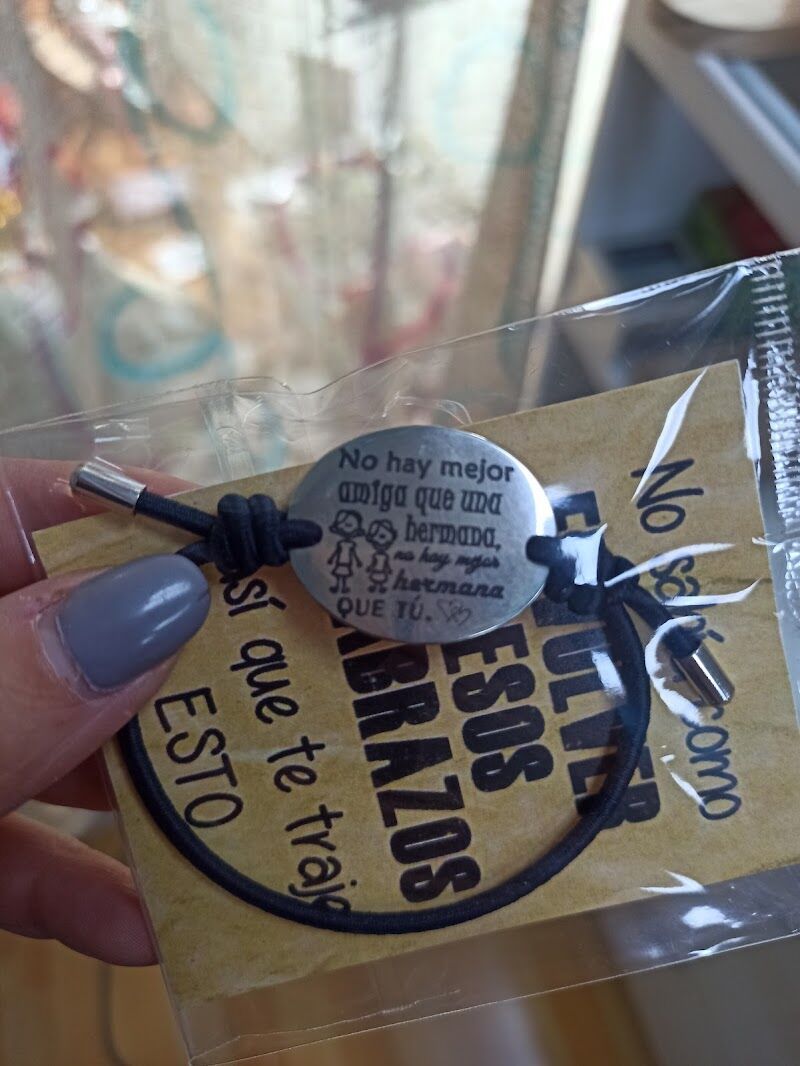 No hay mejor
amiga que una
hermana,
no hay mejor
hermana
QUE TÚ.
No sabía como
ENVOLVER
BESOS
ABRAZOS
así que te traje
ESTO